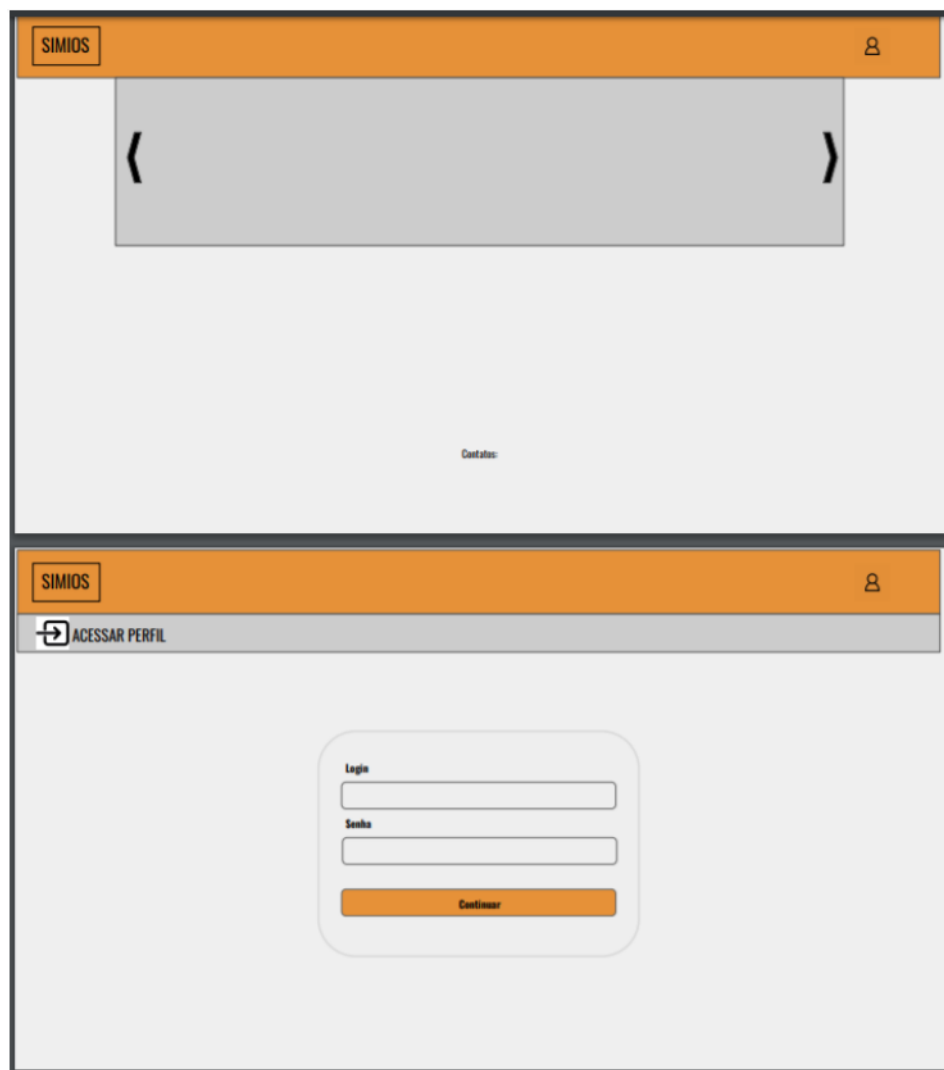 SIMIOS
Contatos:
SIMIOS
ACESSAR PERFIL
Login
Senha
Continuar